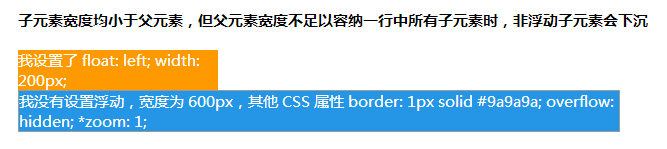 子元素宽度均小于父元素，但父元素宽度不足以容纳一行中所有子元素时，非浮动子元素会下沉
我设置了 float: left; width:
200px;
我没有设置浮动，宽度为 600px，其他 CSS 属性 border: 1px solid #9a9a9a; overflow:
hidden; *zoom: 1;